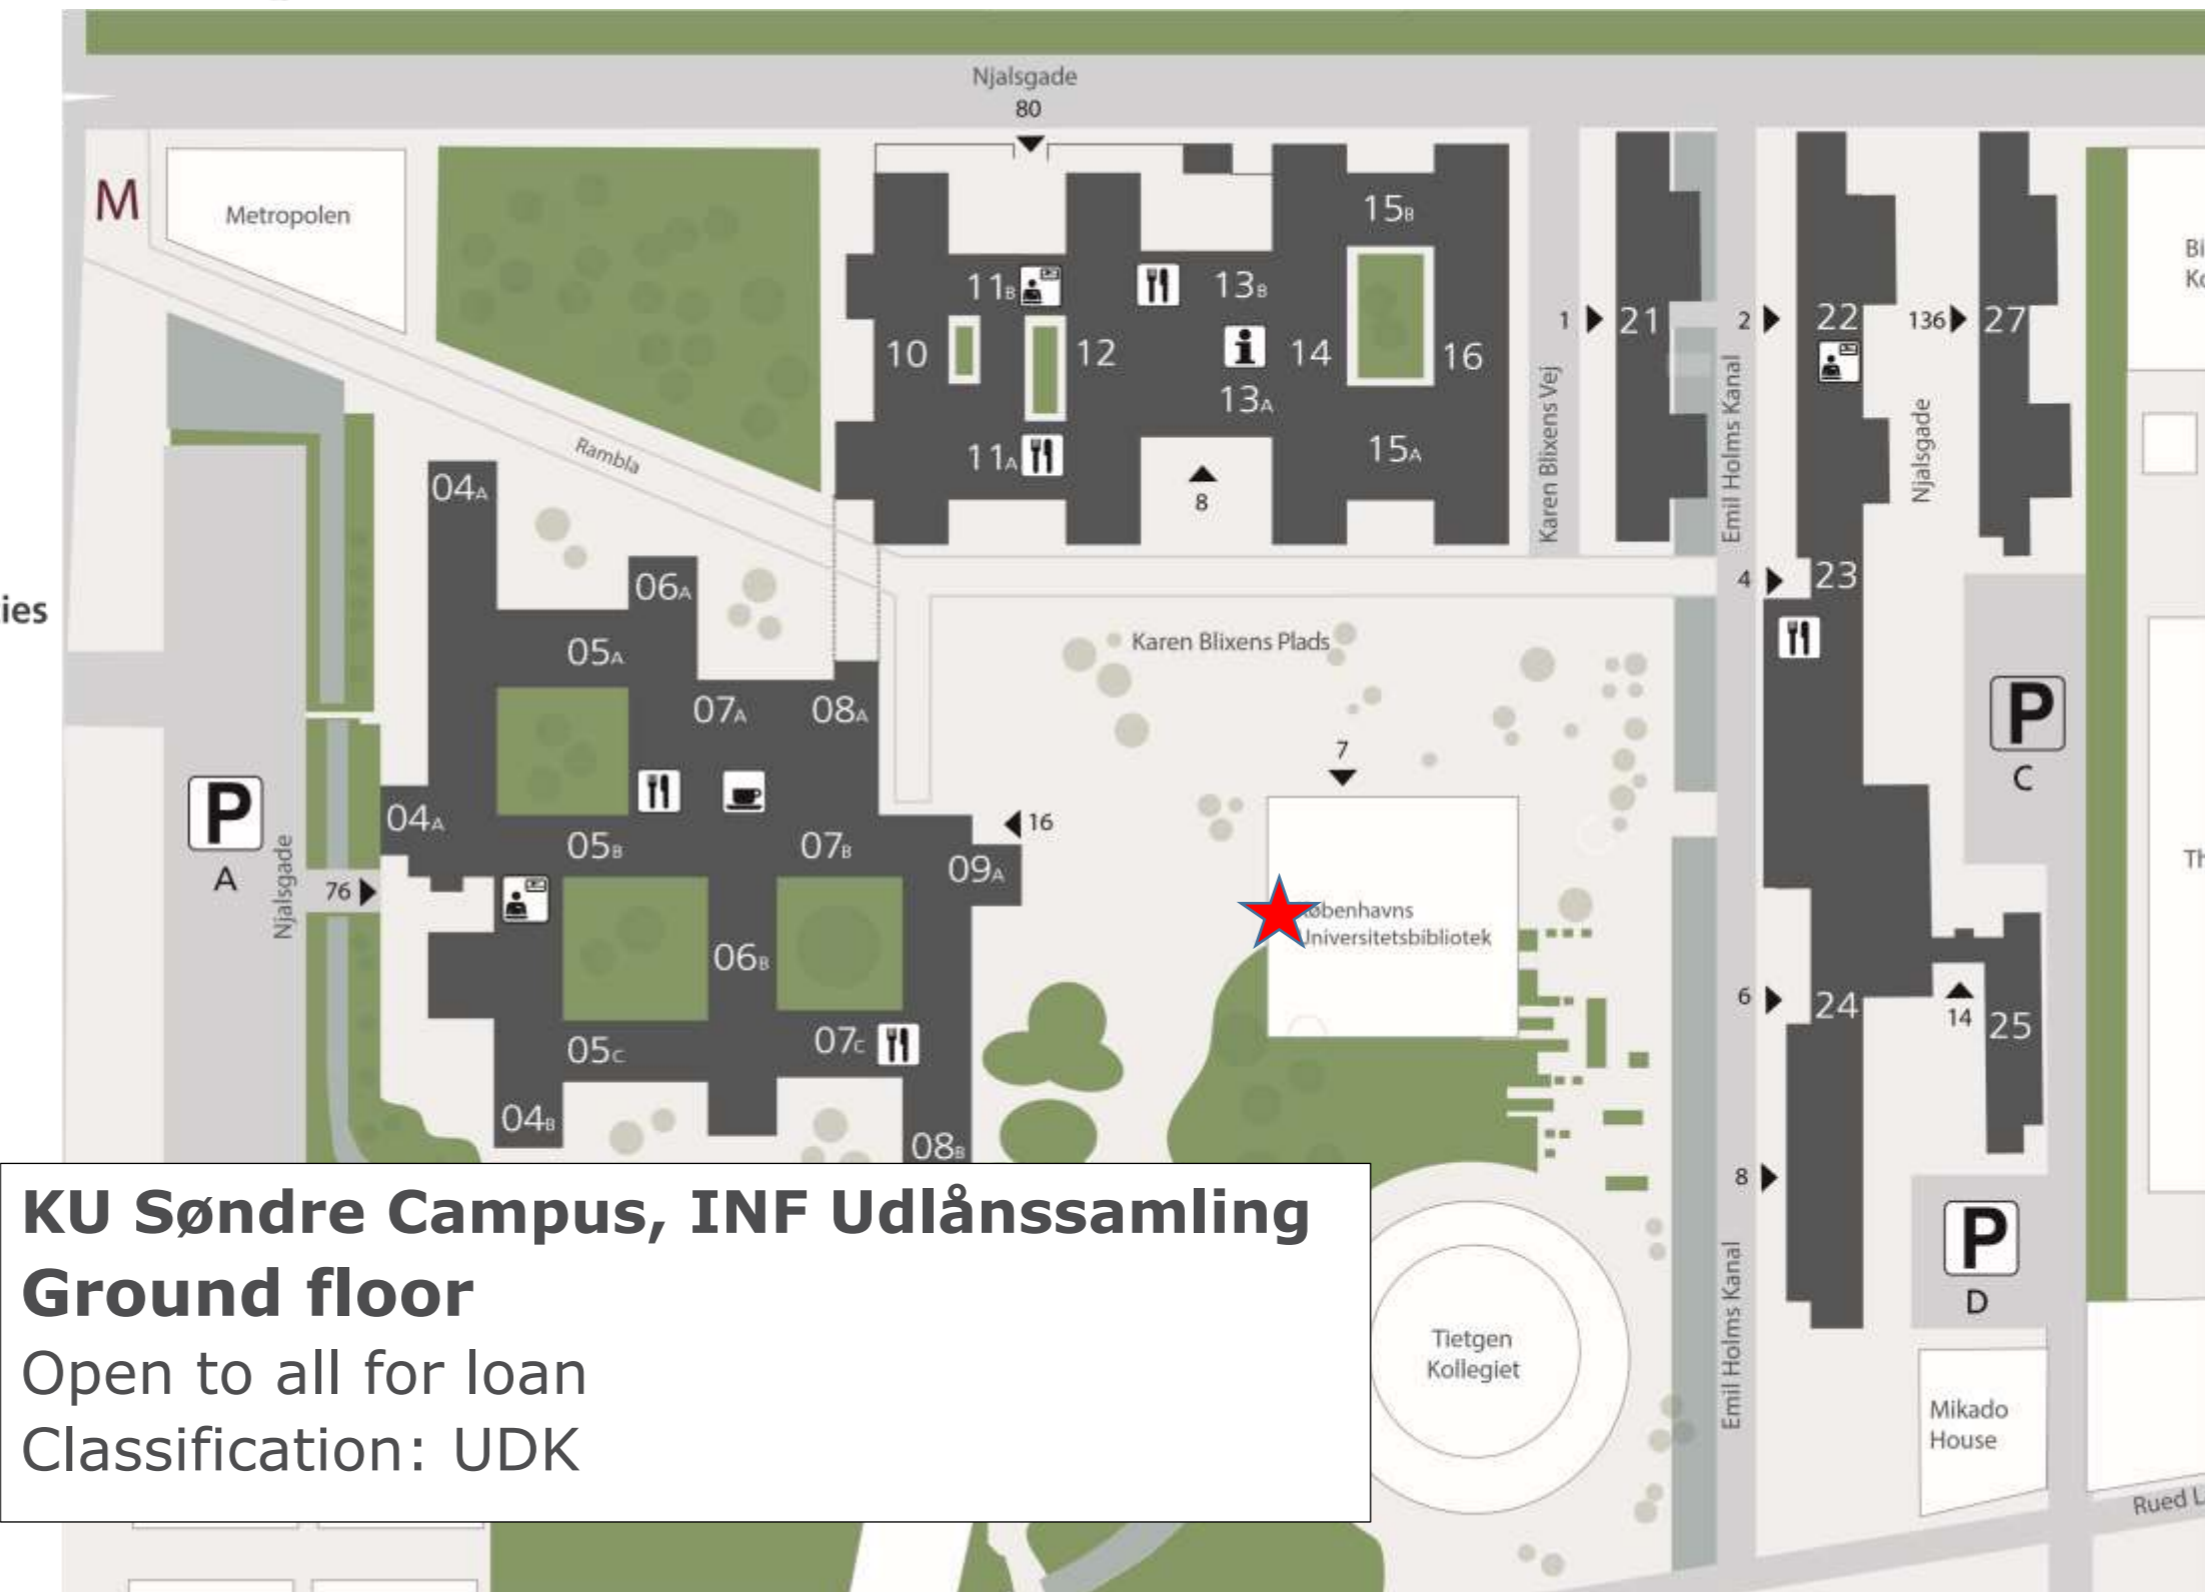 Njalsgade
80
M
Metropolen
15B
11B
13B
10
12
14
16
13A
11A
15A
8
1
21
2
22
136
27
Bi
Ko
Karen Blixens Vej
Emil Holms Kanal
Njalsgade
Rambla
04A
06A
05A
ies
07A
08A
Karen Blixens Plads
4
23
7
P
C
P
A
Njalsgade
76
04A
05B
07B
09A
16
Th
06B
05C
07C
04B
08B
Universitetsbibliotek
6
24
14
25
8
P
D
Emil Holms Kanal
Tietgen
Kollegiet
Mikado
House
Rued L
KU Søndre Campus, INF Udlånssamling
Ground floor
Open to all for loan
Classification: UDK